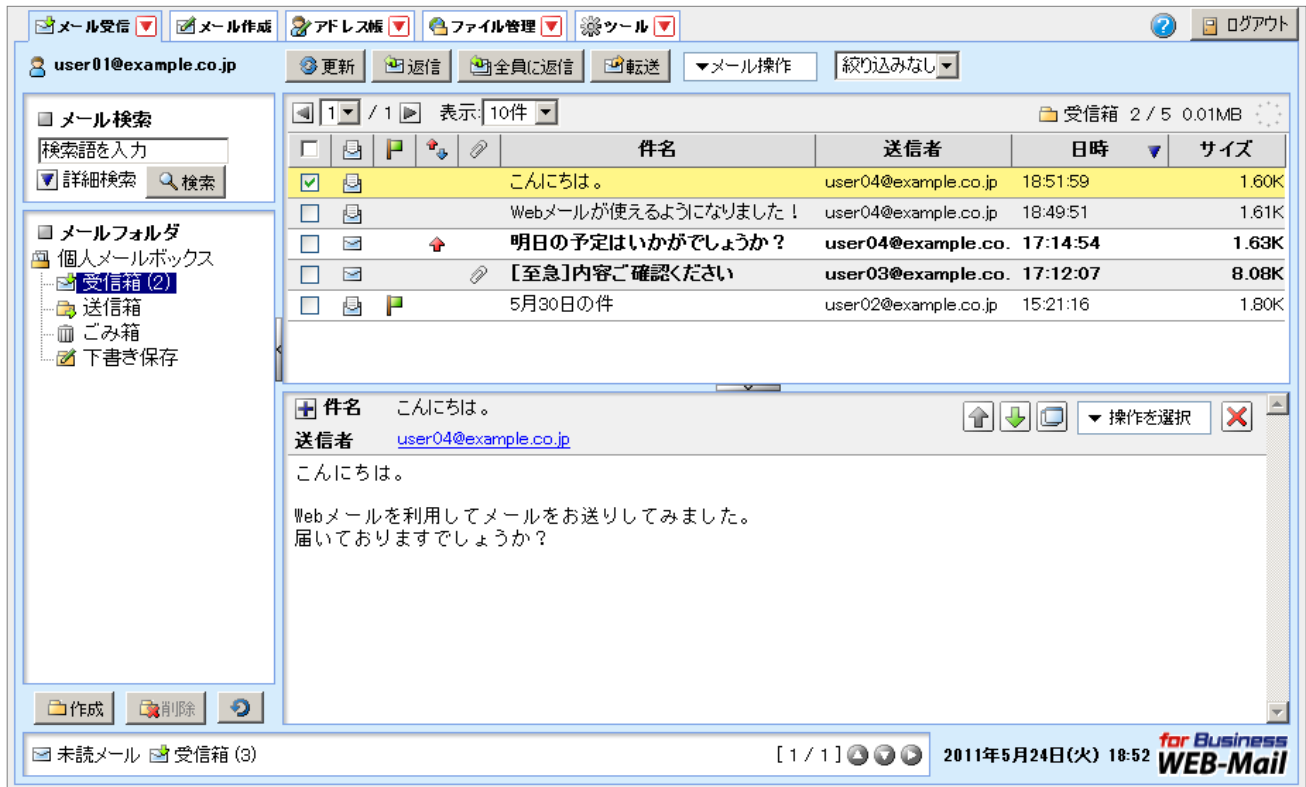 メール受信 メール作成 アドレス帳 ファイル管理 ツール ログアウト
user01@example.co.jp 更新 返信 全員に返信 転送 ▼メール操作 絞り込みなし
メール検索
検索語を入力
詳細検索 検索
メールフォルダ
個人メールボックス
受信箱 (2)
送信箱
ごみ箱
下書き保存
作成 削除
1 / 1 表示: 10件 受信箱 2 / 5 0.01MB
件名 送信者 日時 ▼ サイズ
こんにちは。 user04@example.co.jp 18:51:59 1.60K
Webメールが使えるようになりました! user04@example.co.jp 18:49:51 1.61K
明日の予定はいかがでしょうか? user04@example.co. 17:14:54 1.63K
[至急]内容ご確認ください user03@example.co. 17:12:07 8.08K
5月30日の件 user02@example.co.jp 15:21:16 1.80K
件名 こんにちは。
▼ 操作を選択
送信者 user04@example.co.jp
こんにちは。
Webメールを利用してメールをお送りしてみました。
届いておりますでしょうか?
未読メール 受信箱 (3) [ 1 / 1 ] 2011年5月24日(火) 18:52
for Business
WEB-Mail